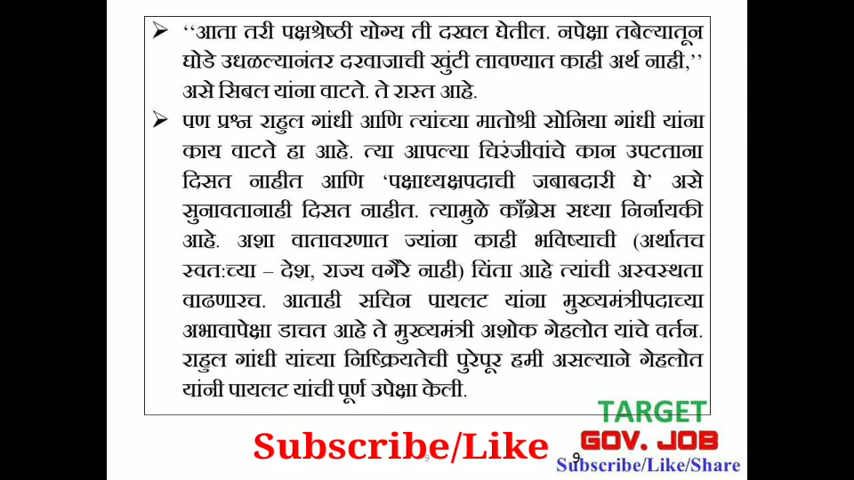 ➢ ‘‘आता तरी पक्षश्रेष्ठी योग्य ती दखल घेतील. नपेक्षा तबेल्यातून
घोडे उधळल्यानंतर दरवाजाची खुंटी लावण्यात काही अर्थ नाही,’’
असे सिबल यांना वाटते. ते रास्त आहे.
➢ पण प्रश्न राहुल गांधी आणि त्यांच्या मातोश्री सोनिया गांधी यांना
काय वाटते हा आहे. त्या आपल्या चिरंजीवांचे कान उपटताना
दिसत नाहीत आणि ‘पक्षाध्यक्षपदाची जबाबदारी घे’ असे
सुनावतानाही दिसत नाहीत. त्यामुळे काँग्रेस सध्या निर्नायकी
आहे. अशा वातावरणात ज्यांना काही भविष्याची (अर्थातच
स्वत:च्या – देश, राज्य वगैरे नाही) चिंता आहे त्यांची अस्वस्थता
वाढणारच. आताही सचिन पायलट यांना मुख्यमंत्रीपदाच्या
अभावापेक्षा डाचत आहे ते मुख्यमंत्री अशोक गेहलोत यांचे वर्तन.
राहुल गांधी यांच्या निष्क्रियतेची पुरेपूर हमी असल्याने गेहलोत
यांनी पायलट यांची पूर्ण उपेक्षा केली.
TARGET
GOV. JOB
Subscribe/Like
9
9
Subscribe/Like/Share